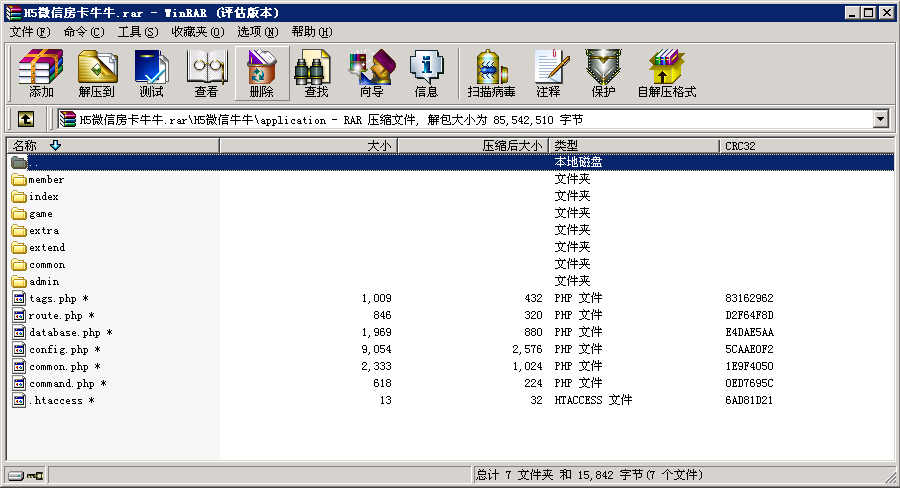 H5微信房卡牛牛.rar - WinRAR (评估版本)
文件(F) 命令(C) 工具(S) 收藏夹(O) 选项(N) 帮助(H)
添加 解压到 测试 查看 删除 查找 向导 信息 扫描病毒 注释 保护 自解压格式
H5微信房卡牛牛.rar\H5微信牛牛\application - RAR 压缩文件, 解包大小为 85,542,510 字节
名称 大小 压缩后大小 类型 CRC32
.. 本地磁盘
member 文件夹
index 文件夹
game 文件夹
extra 文件夹
extend 文件夹
common 文件夹
admin 文件夹
tags.php * 1,009 432 PHP 文件 83162962
route.php * 846 320 PHP 文件 D2F64F8D
database.php * 1,969 880 PHP 文件 E4DAE5AA
config.php * 9,054 2,576 PHP 文件 5CAAE0F2
common.php * 2,333 1,024 PHP 文件 1E9F4050
command.php * 618 224 PHP 文件 0ED7695C
.htaccess * 13 32 HTACCESS 文件 6AD81D21
总计 7 文件夹 和 15,842 字节(7 个文件)